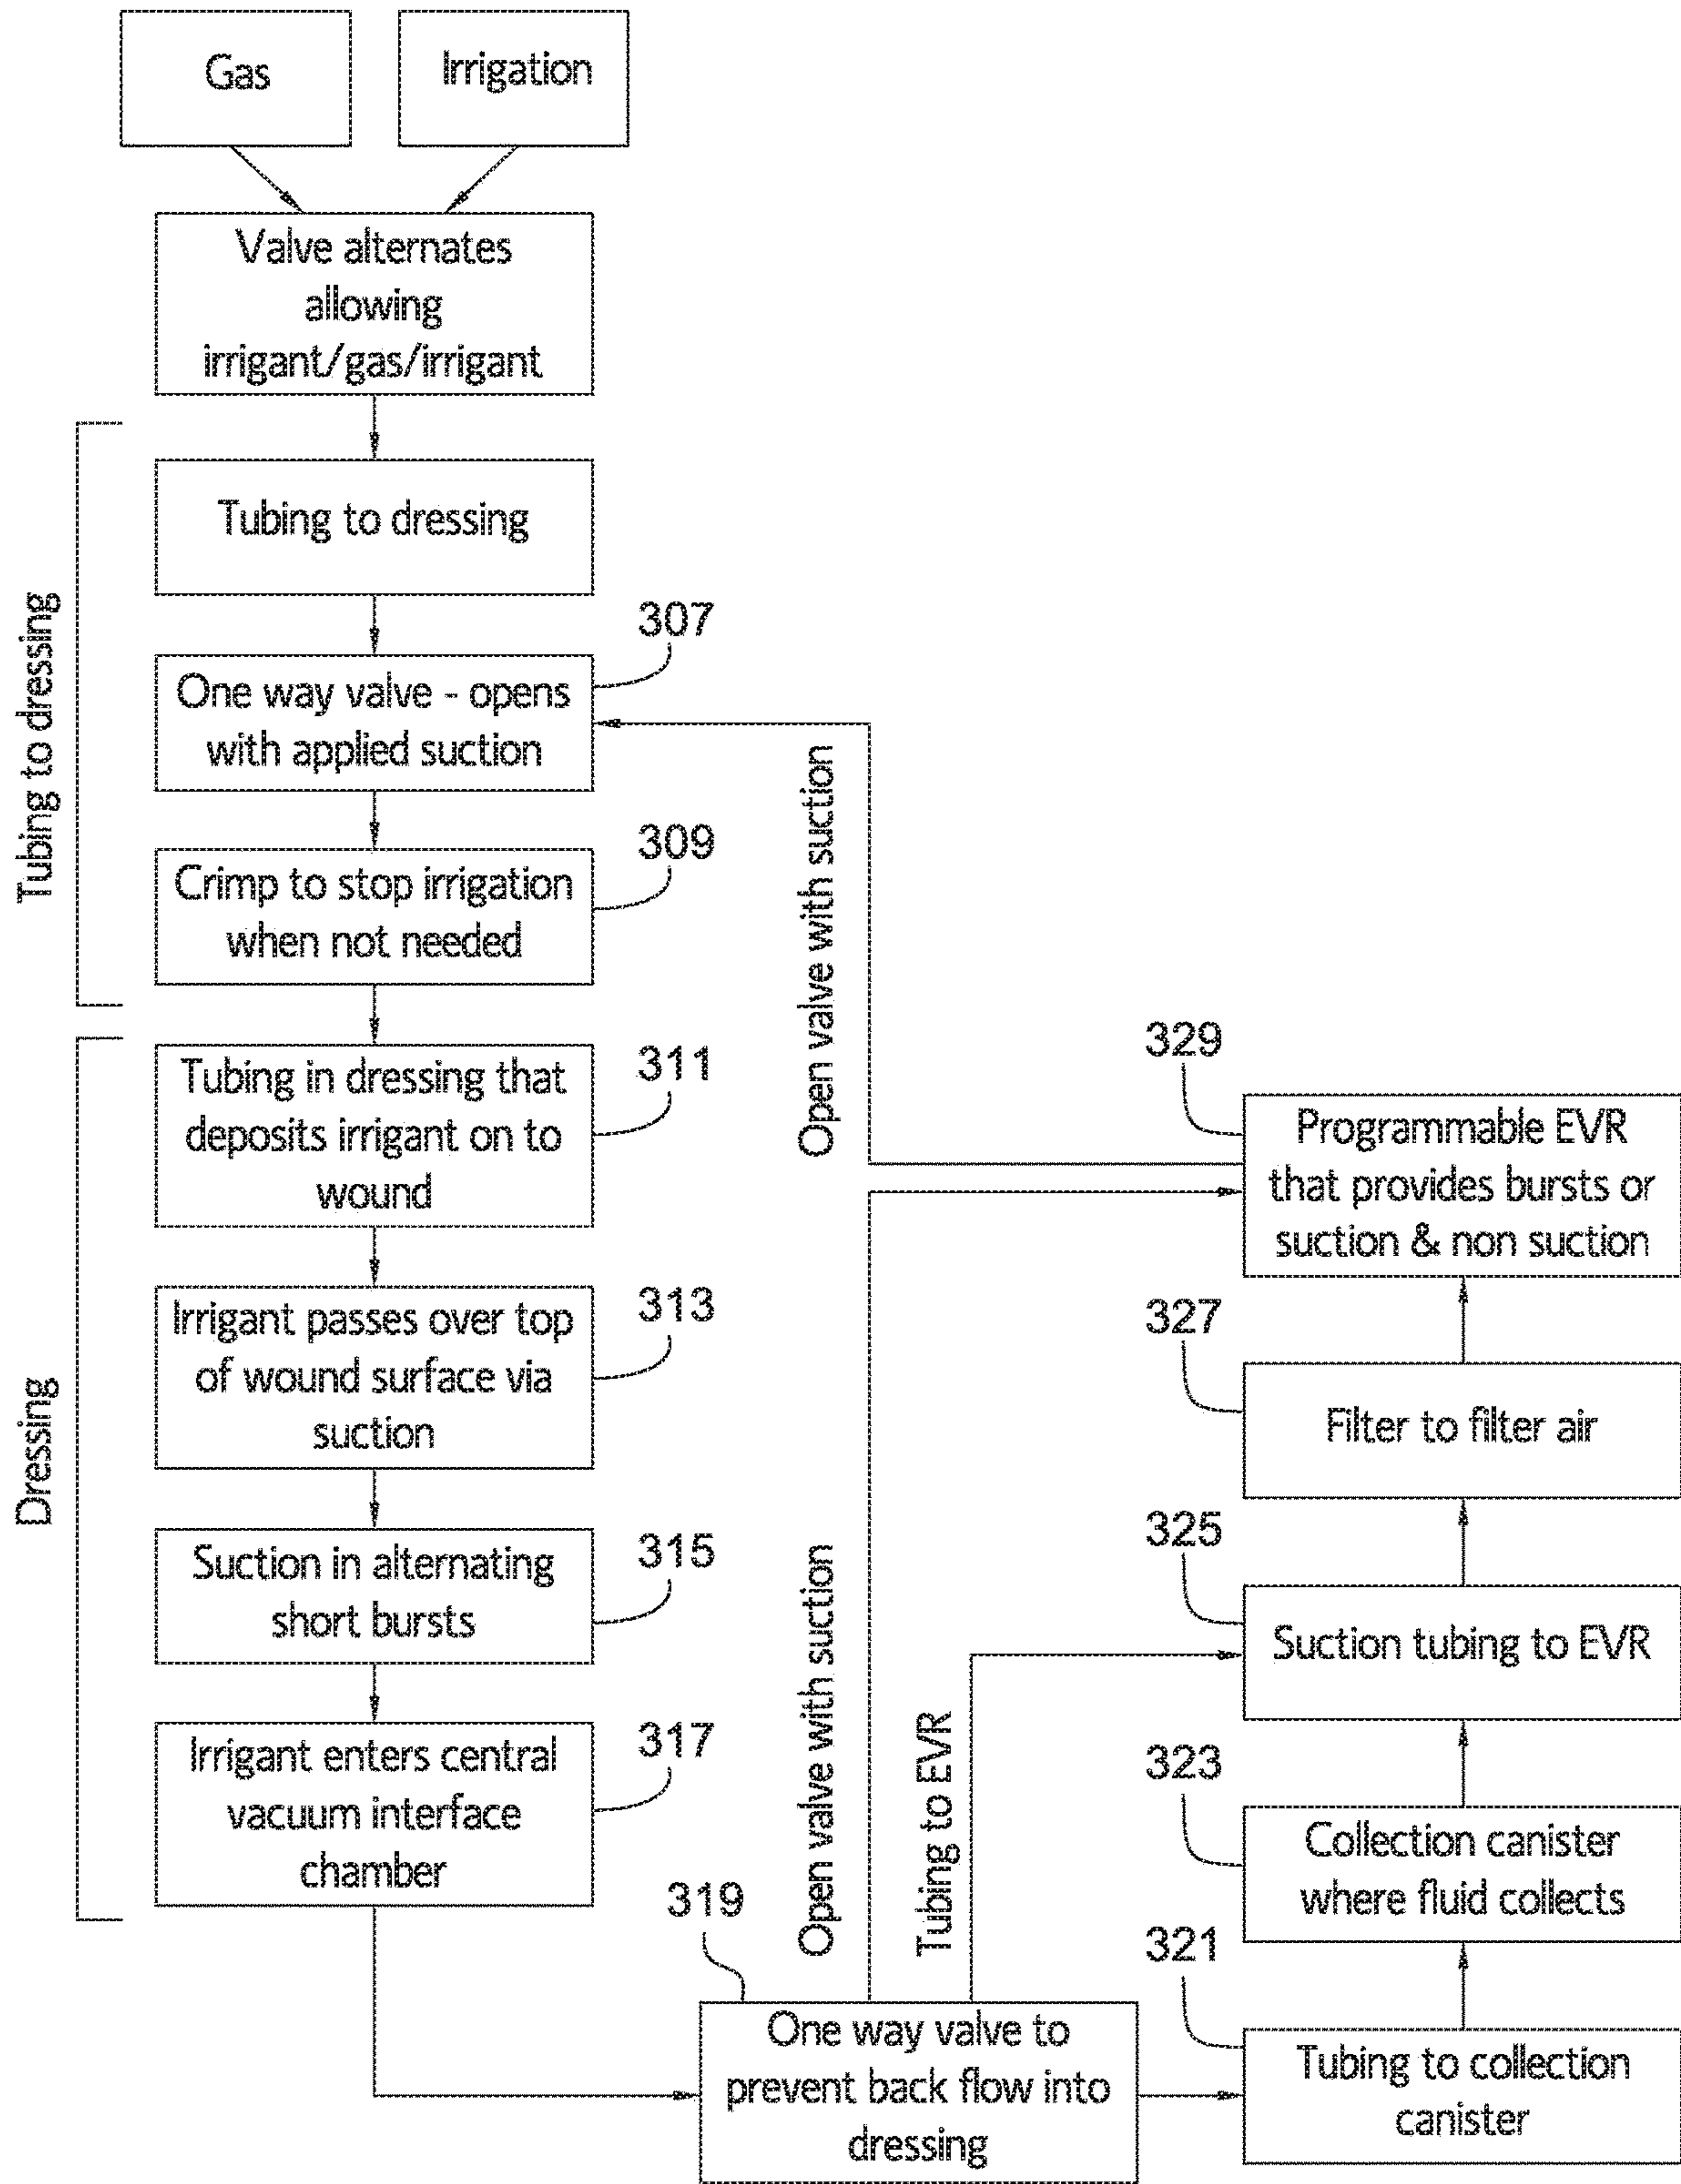 Gas
Irrigation
Valve alternates
allowing
irrigant/gas/irrigant
Tubing to dressing
Tubing to dressing
307
One way valve - opens
with applied suction
309
Crimp to stop irrigation
when not needed
Dressing
311
Tubing in dressing that
deposits irrigant on to
wound
313
Irrigant passes over top
of wound surface via
suction
315
Suction in alternating
short bursts
317
Irrigant enters central
vacuum interface
chamber
319
One way valve to
prevent back flow into
dressing
Open valve with suction
Open valve with suction
Tubing to EVR
329
Programmable EVR
that provides bursts or
suction & non suction
327
Filter to filter air
325
Suction tubing to EVR
323
Collection canister
where fluid collects
321
Tubing to collection
canister